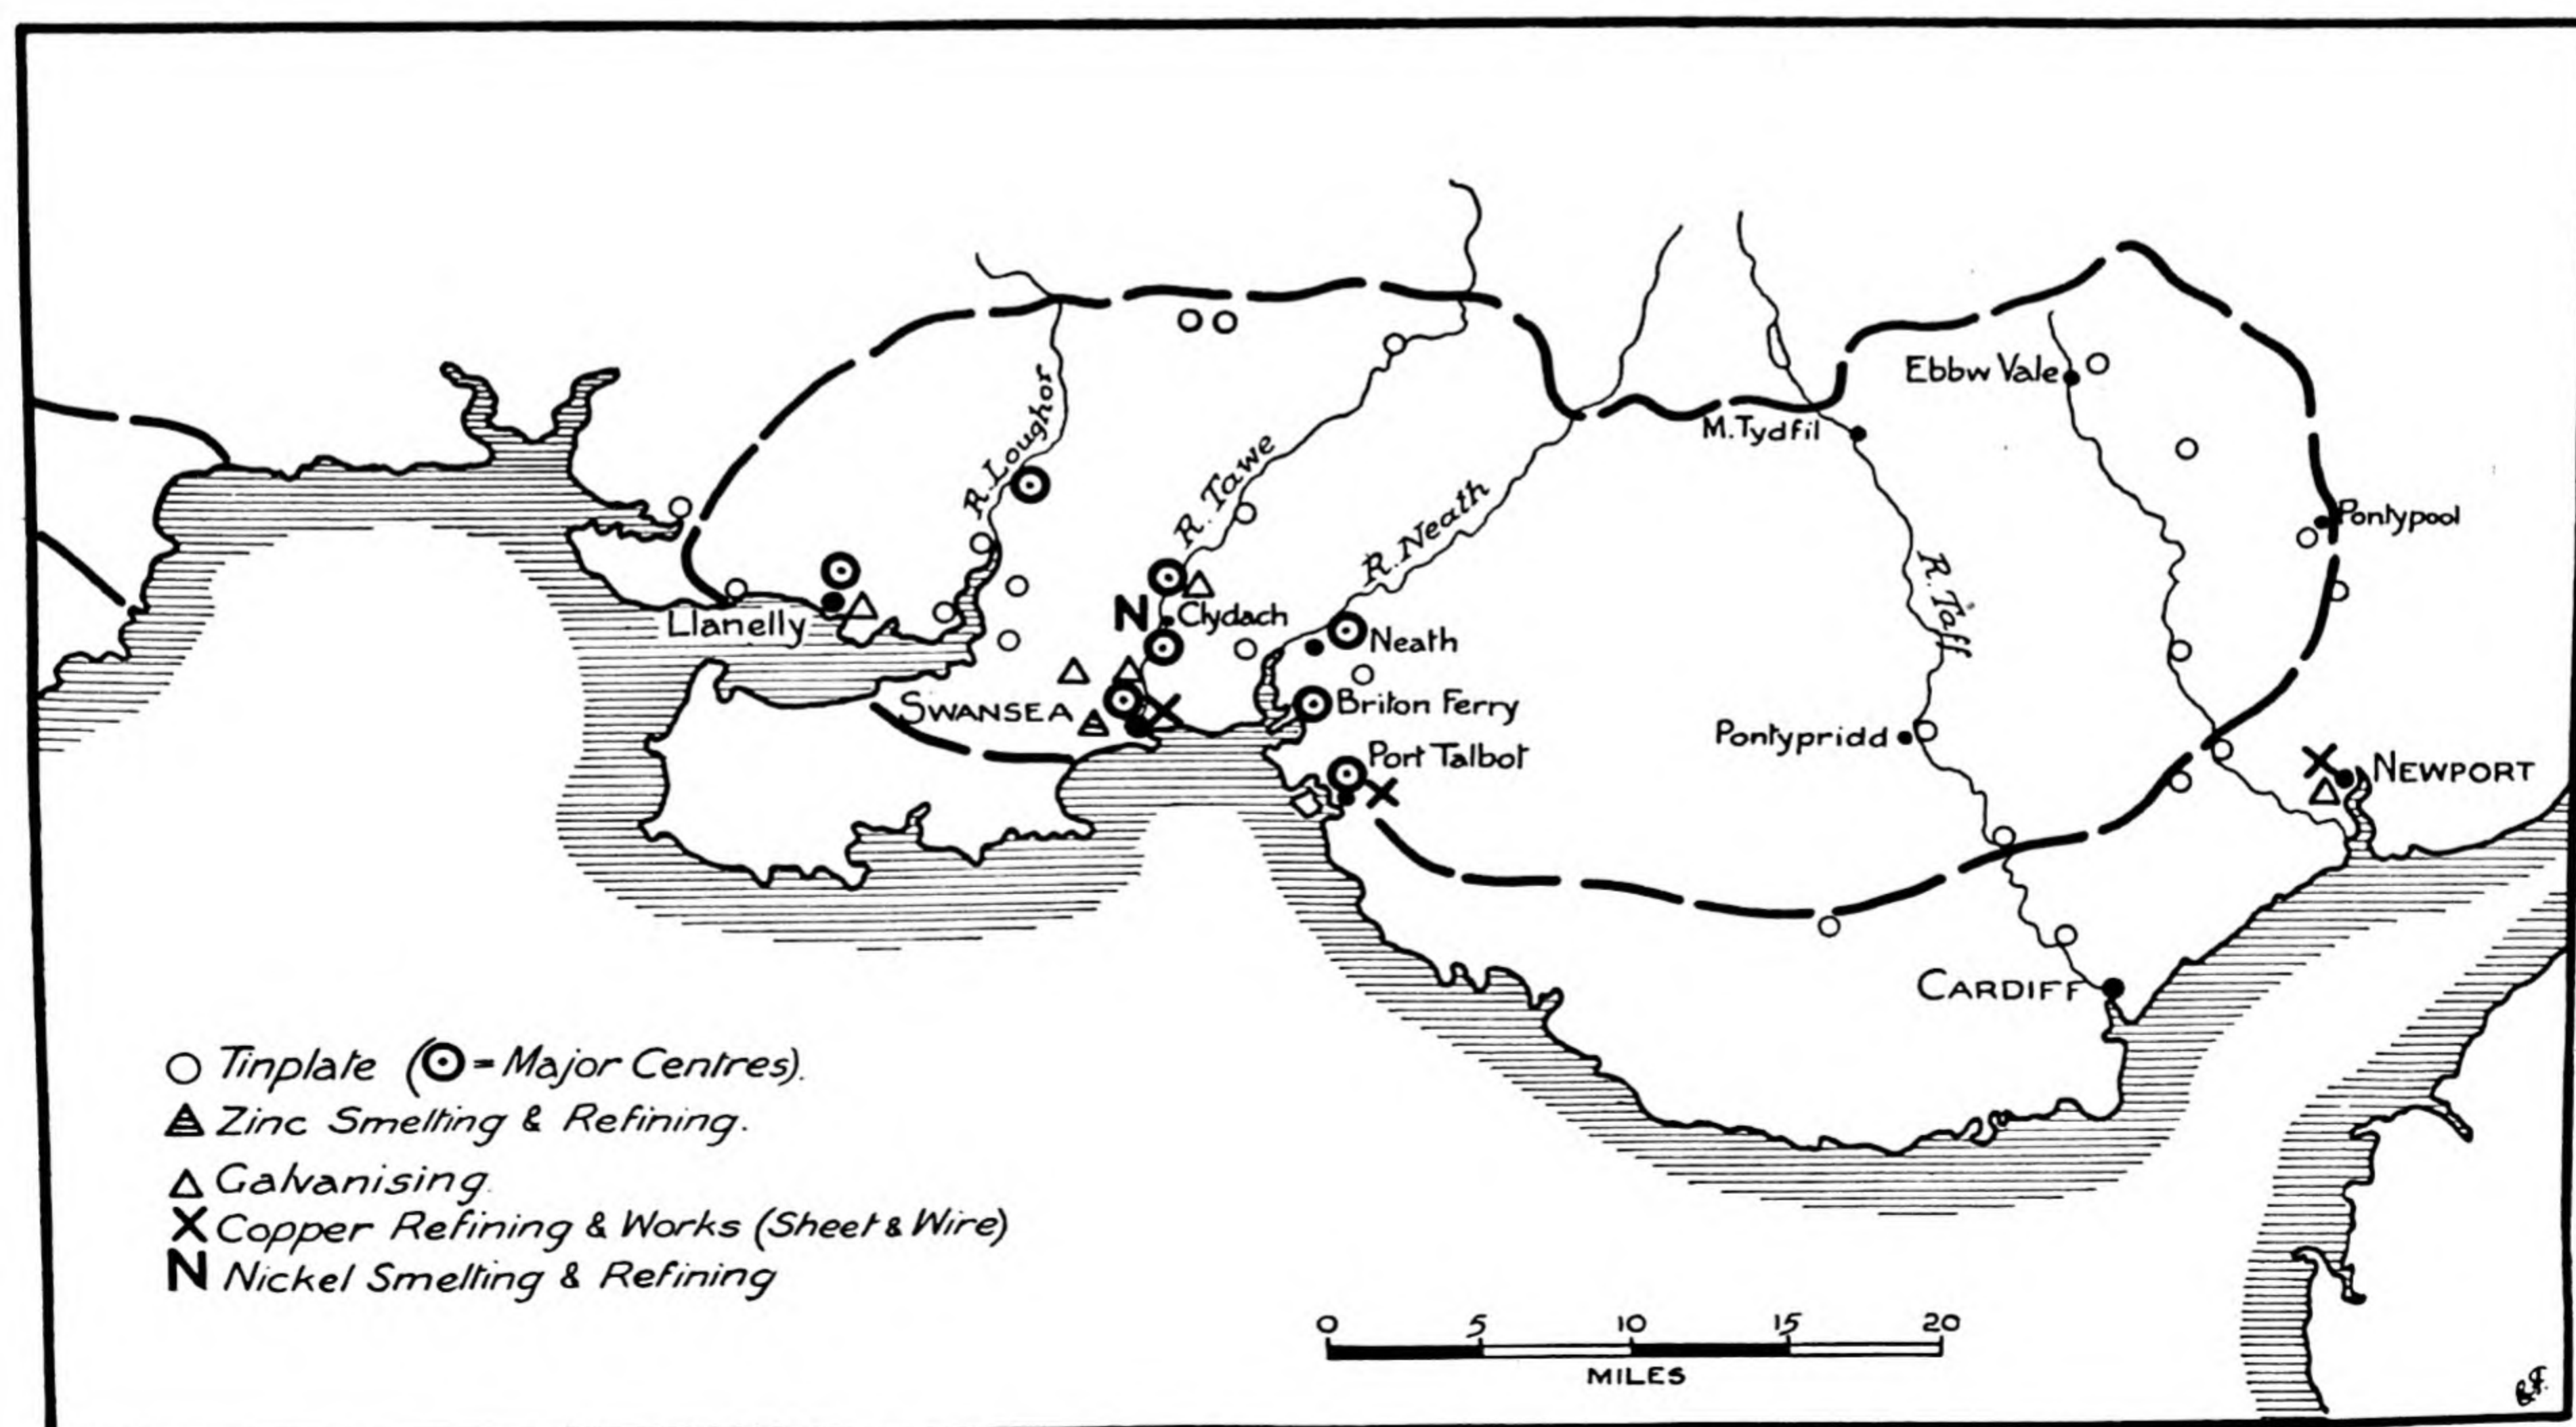 Ebbw Vale
R. Loughor
M. Tydfil
R. Tawe
R. Neath
Pontypool
R. Taff
N Clydach
Llanelly
Neath
SWANSEA
Briton Ferry
Pontypridd
Port Talbot
NEWPORT
CARDIFF
Tinplate ( = Major Centres).
Zinc Smelting & Refining.
Galvanising.
X Copper Refining & Works (Sheet & Wire)
N Nickel Smelting & Refining
0 5 10 15 20
MILES